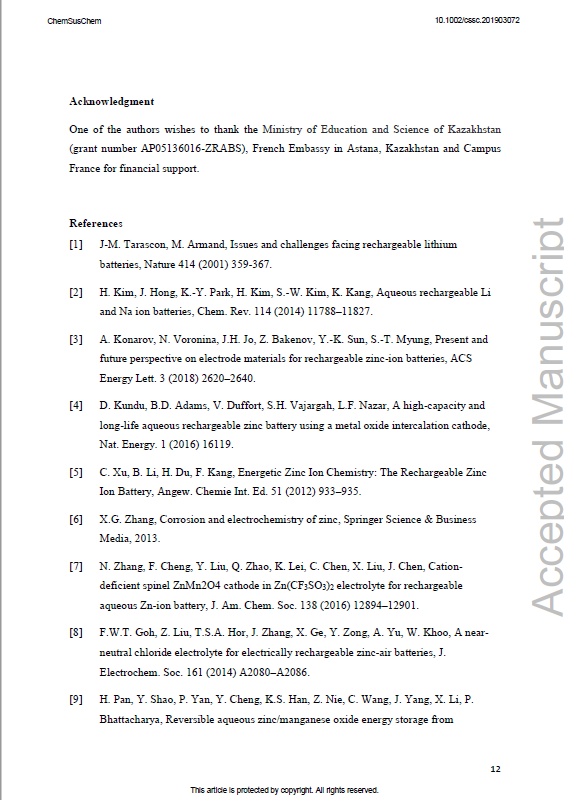 ChemSusChem
10.1002/cssc.201903072
Acknowledgment
One of the authors wishes to thank the Ministry of Education and Science of Kazakhstan
(grant number AP05136016-ZRABS), French Embassy in Astana, Kazakhstan and Campus
France for financial support.
References
[1] J-M. Tarascon, M. Armand, Issues and challenges facing rechargeable lithium
batteries, Nature 414 (2001) 359-367.
[2] H. Kim, J. Hong, K.-Y. Park, H. Kim, S.-W. Kim, K. Kang, Aqueous rechargeable Li
and Na ion batteries, Chem. Rev. 114 (2014) 11788–11827.
[3] A. Konarov, N. Voronina, J.H. Jo, Z. Bakenov, Y.-K. Sun, S.-T. Myung, Present and
future perspective on electrode materials for rechargeable zinc-ion batteries, ACS
Energy Lett. 3 (2018) 2620–2640.
[4] D. Kundu, B.D. Adams, V. Duffort, S.H. Vajargah, L.F. Nazar, A high-capacity and
long-life aqueous rechargeable zinc battery using a metal oxide intercalation cathode,
Nat. Energy. 1 (2016) 16119.
[5] C. Xu, B. Li, H. Du, F. Kang, Energetic Zinc Ion Chemistry: The Rechargeable Zinc
Ion Battery, Angew. Chemie Int. Ed. 51 (2012) 933–935.
[6] X.G. Zhang, Corrosion and electrochemistry of zinc, Springer Science & Business
Media, 2013.
[7] N. Zhang, F. Cheng, Y. Liu, Q. Zhao, K. Lei, C. Chen, X. Liu, J. Chen, Cation-
deficient spinel ZnMn2O4 cathode in Zn(CF₃SO₃)₂ electrolyte for rechargeable
aqueous Zn-ion battery, J. Am. Chem. Soc. 138 (2016) 12894–12901.
[8] F.W.T. Goh, Z. Liu, T.S.A. Hor, J. Zhang, X. Ge, Y. Zong, A. Yu, W. Khoo, A near-
neutral chloride electrolyte for electrically rechargeable zinc-air batteries, J.
Electrochem. Soc. 161 (2014) A2080–A2086.
[9] H. Pan, Y. Shao, P. Yan, Y. Cheng, K.S. Han, Z. Nie, C. Wang, J. Yang, X. Li, P.
Bhattacharya, Reversible aqueous zinc/manganese oxide energy storage from
Accepted Manuscript
12
This article is protected by copyright. All rights reserved.